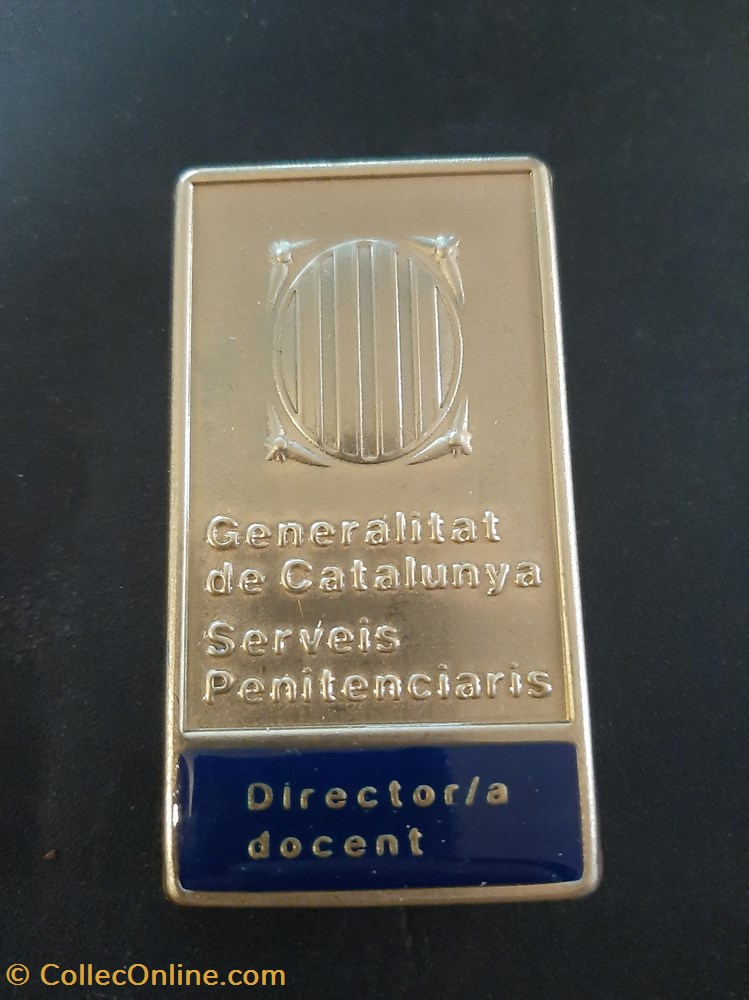 Generalitat
de Catalunya
Serveis
Penitenciaris
Director/a
docent
© CollecOnline.com